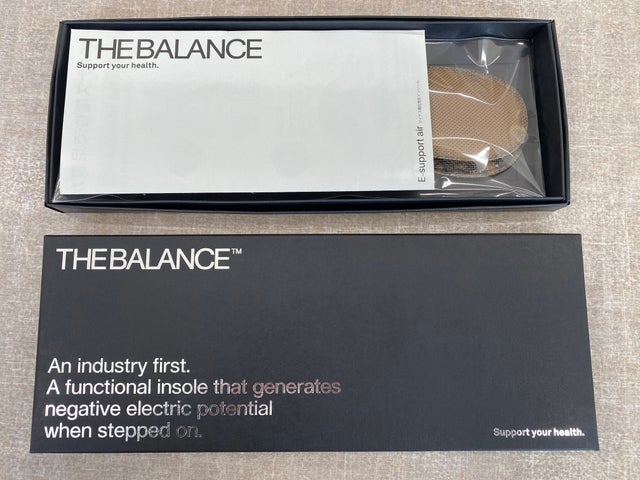 THE BALANCE
Support your health.
E-support air
THE BALANCE™
An industry first.
A functional insole that generates
negative electric potential
when stepped on.
Support your health.